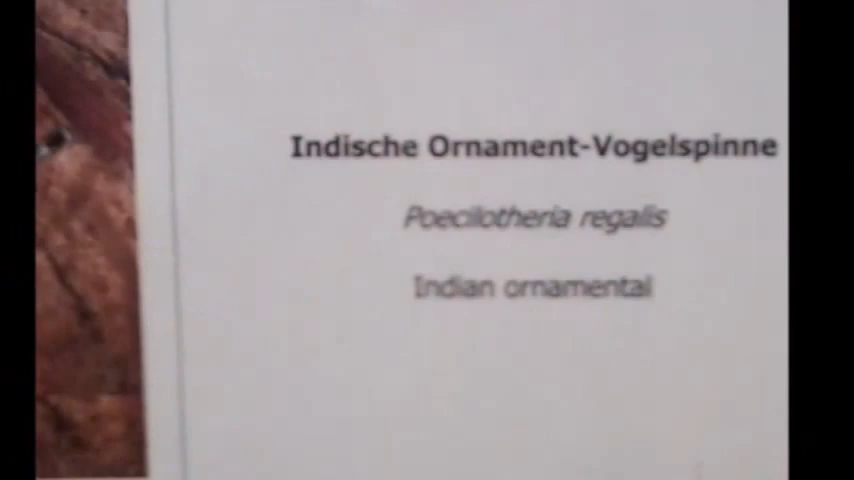 Indische Ornament-Vogelspinne
Poecilotheria regalis
Indian ornamental